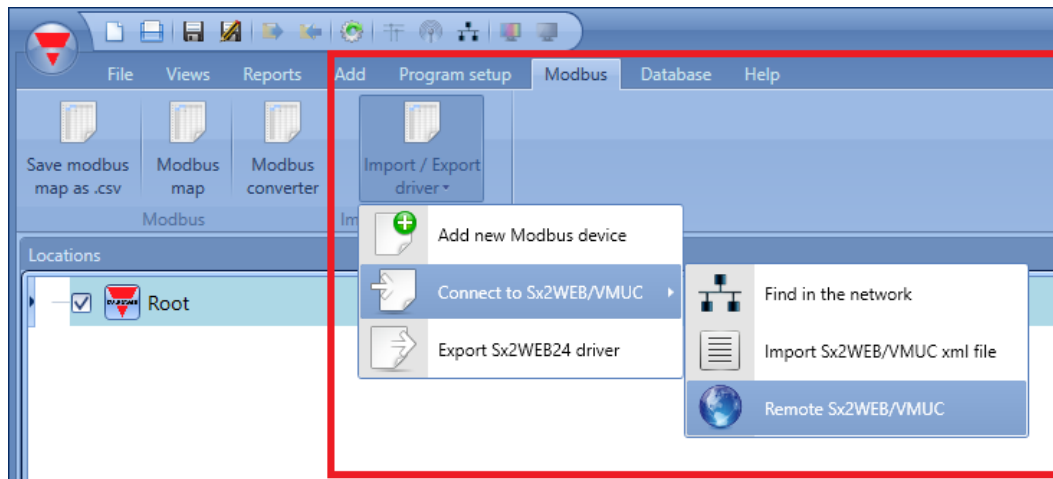 File Views Reports Add Program setup Modbus Database Help
Save modbus
map as .csv
Modbus
map
Modbus
converter
Import / Export
driver
Modbus
Im
Add new Modbus device
Connect to Sx2WEB/VMUC
Export Sx2WEB24 driver
Find in the network
Import Sx2WEB/VMUC xml file
Remote Sx2WEB/VMUC
Locations
Root